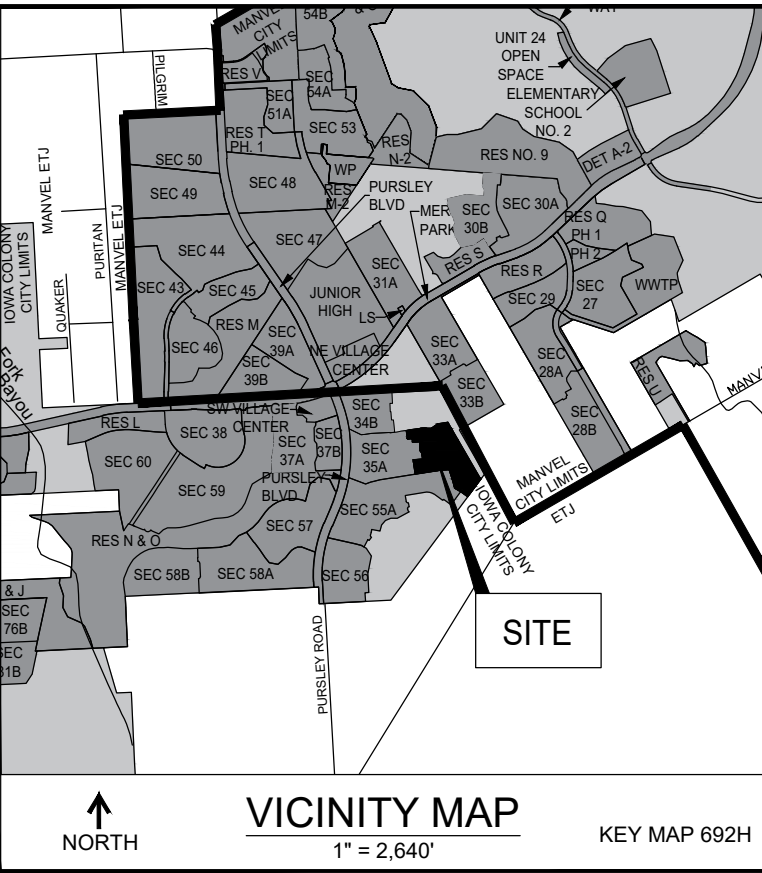 WAY
UNIT 24
OPEN
SPACE
ELEMENTARY
SCHOOL
NO. 2
MANVEL
CITY
LIMITS
54B
RES V
SEC
54A
SEC
51A
PILGRIM
RES T
PH. 1
SEC 53
RES
N-2
RES NO. 9
DET A-2
SEC 50
WP
SEC 49
SEC 48
RES
M-2
PURSLEY
BLVD
MER
PARK
SEC
30B
SEC 30A
RES Q
PH 1
PH 2
MANVEL ETJ
PURITAN
MANVEL ETJ
QUAKER
IOWA COLONY
CITY LIMITS
SEC 44
SEC 47
SEC
31A
RES S
RES R
SEC 29
SEC
27
WWTP
SEC 43
SEC 45
JUNIOR
HIGH
LS
RES M
SEC 46
SEC
39A
SEC
39B
NE VILLAGE
CENTER
SEC
33A
SEC
33B
SEC
28A
SEC
28B
RES U
Fork
Bayou
RES L
SW VILLAGE
CENTER
SEC 38
SEC
34B
SEC
37A
SEC
37B
SEC
35A
SEC 60
SEC 59
PURSLEY
BLVD
SEC 55A
SEC 57
RES N & O
SEC 58B
SEC 58A
SEC 56
MANVEL
CITY LIMITS
ETJ
IOWA COLONY
CITY LIMITS
& J
SEC
76B
SEC
81B
PURSLEY ROAD
SITE
NORTH
VICINITY MAP
1" = 2,640'
KEY MAP 692H